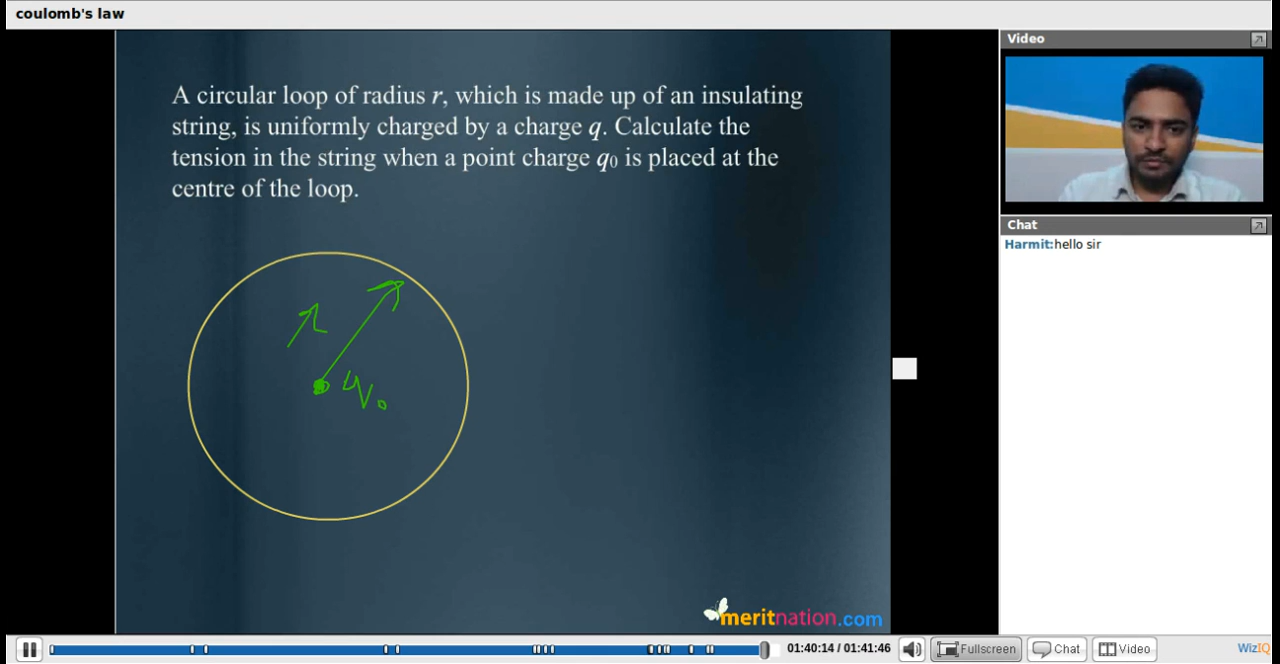 coulomb's law
A circular loop of radius r, which is made up of an insulating
string, is uniformly charged by a charge q. Calculate the
tension in the string when a point charge q0 is placed at the
centre of the loop.
r
q0
meritnation.com
Video
Chat
Harmit:hello sir
01:40:14 / 01:41:46
Fullscreen
Chat
Video
WizIQ